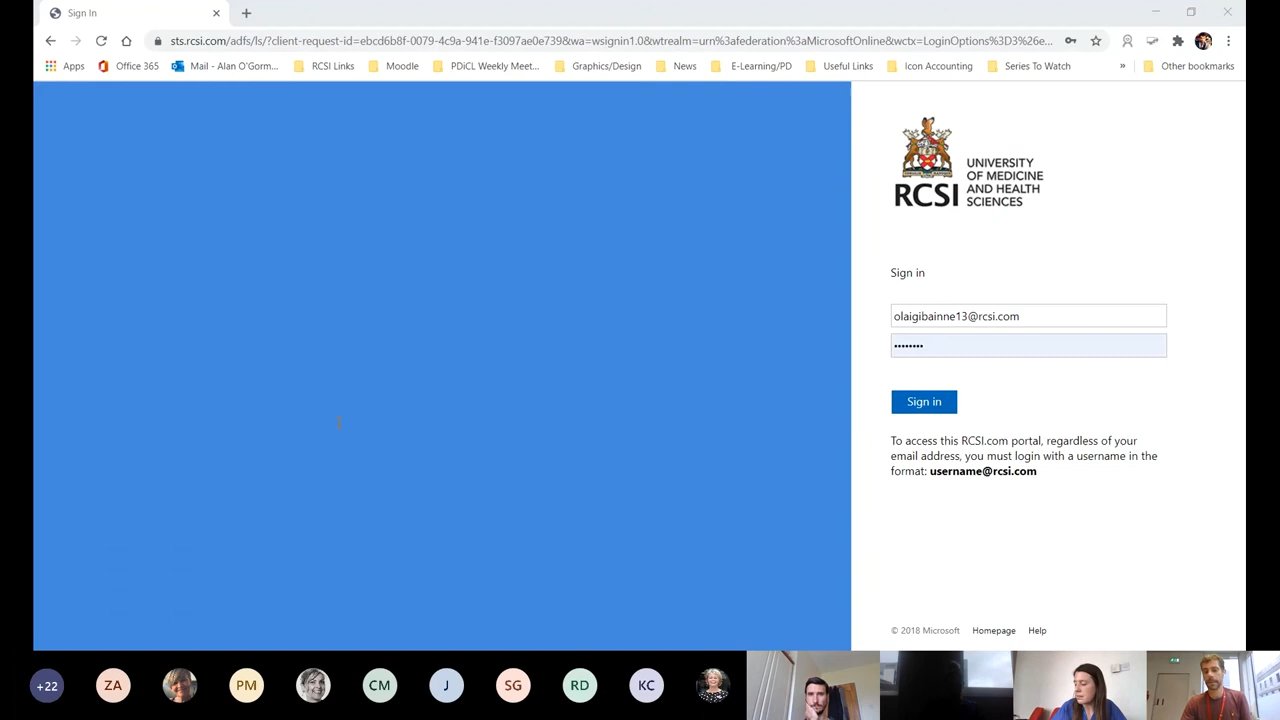 Sign In
sts.rcsi.com/adfs/ls/?client-request-id=ebcd6b8f-0079-4c9a-941e-f3097ae0e739&wa=wsignin1.0&wtrealm=urn%3afederation%3aMicrosoftOnline&wctx=LoginOptions%3D3%26e...
Apps Office 365 Mail - Alan O'Gorm... RCSI Links Moodle PDiCL Weekly Meet... Graphics/Design News E-Learning/PD Useful Links Icon Accounting Series To Watch » Other bookmarks
UNIVERSITY
OF MEDICINE
AND HEALTH
SCIENCES
RCSI
Sign in
olaigibainne13@rcsi.com
••••••••
Sign in
To access this RCSI.com portal, regardless of your
email address, you must login with a username in the
format: username@rcsi.com
© 2018 Microsoft Homepage Help
+22 ZA PM CM J SG RD KC